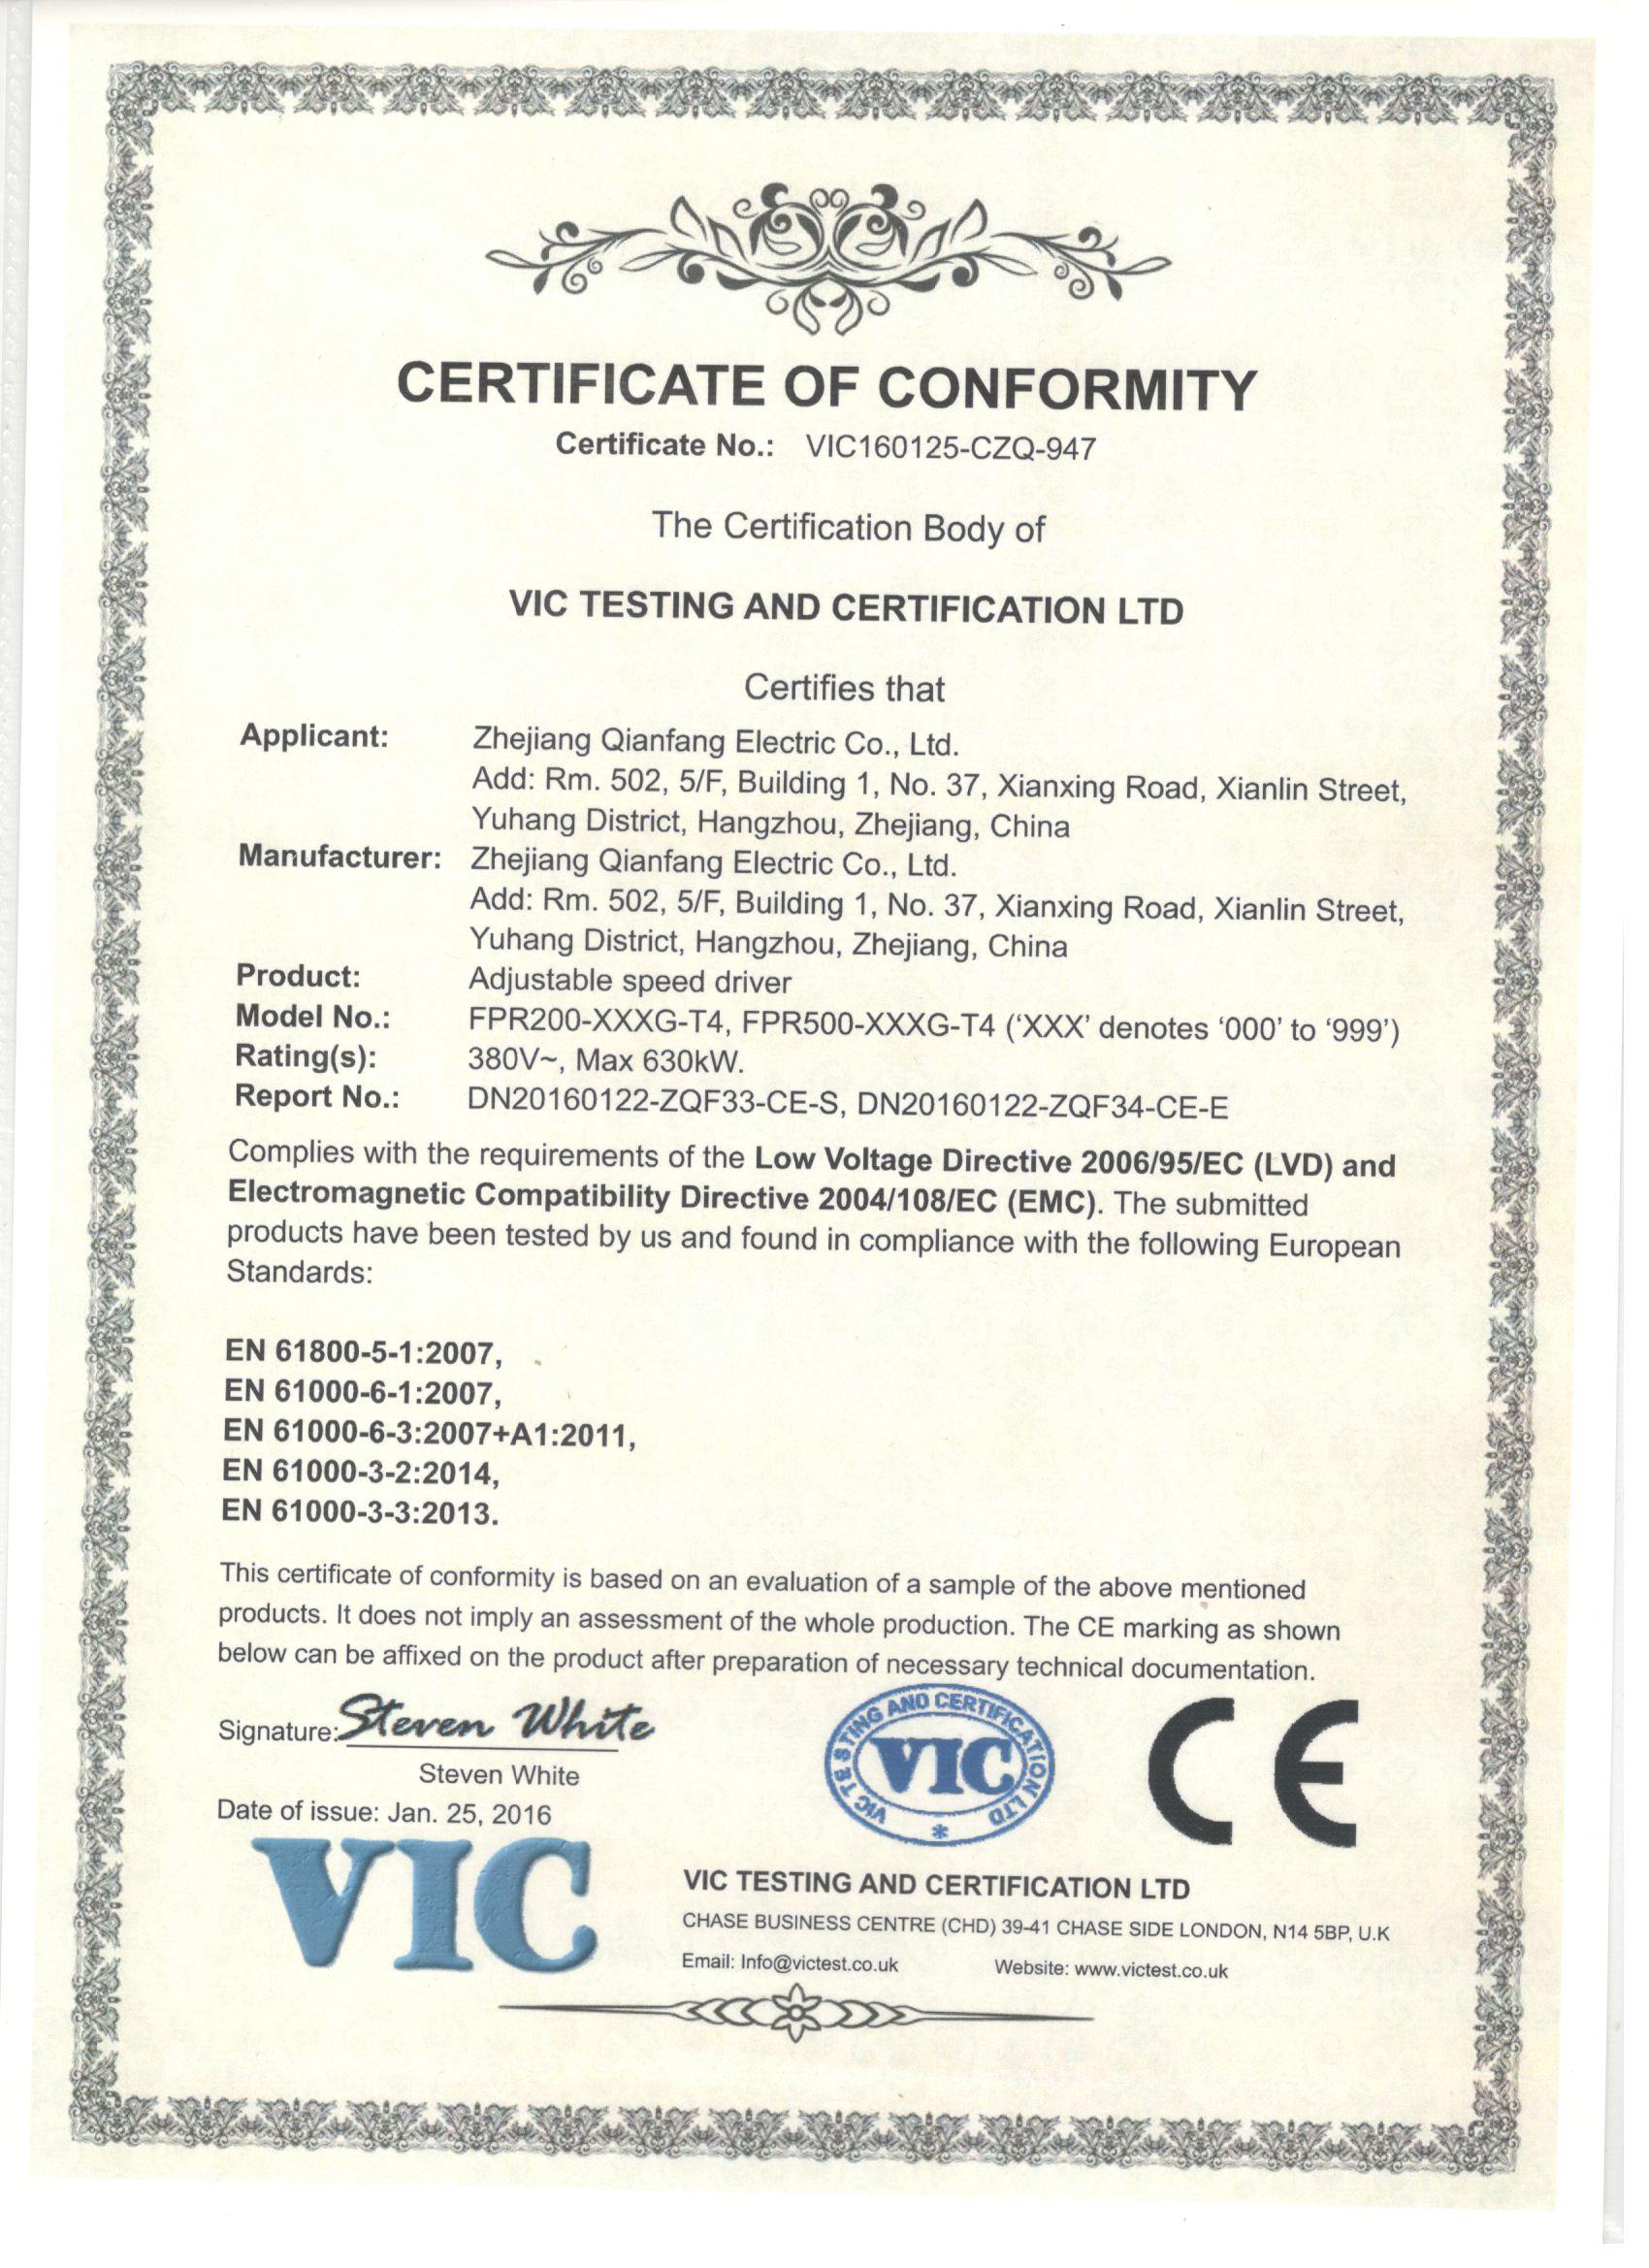 CERTIFICATE OF CONFORMITY
Certificate No.: VIC160125-CZQ-947
The Certification Body of
VIC TESTING AND CERTIFICATION LTD
Certifies that
Applicant: Zhejiang Qianfang Electric Co., Ltd.
Add: Rm. 502, 5/F, Building 1, No. 37, Xianxing Road, Xianlin Street,
Yuhang District, Hangzhou, Zhejiang, China
Manufacturer: Zhejiang Qianfang Electric Co., Ltd.
Add: Rm. 502, 5/F, Building 1, No. 37, Xianxing Road, Xianlin Street,
Yuhang District, Hangzhou, Zhejiang, China
Product: Adjustable speed driver
Model No.: FPR200-XXXG-T4, FPR500-XXXG-T4 (‘XXX’ denotes ‘000’ to ‘999’)
Rating(s): 380V~, Max 630kW.
Report No.: DN20160122-ZQF33-CE-S, DN20160122-ZQF34-CE-E
Complies with the requirements of the Low Voltage Directive 2006/95/EC (LVD) and
Electromagnetic Compatibility Directive 2004/108/EC (EMC). The submitted
products have been tested by us and found in compliance with the following European
Standards:
EN 61800-5-1:2007,
EN 61000-6-1:2007,
EN 61000-6-3:2007+A1:2011,
EN 61000-3-2:2014,
EN 61000-3-3:2013.
This certificate of conformity is based on an evaluation of a sample of the above mentioned
products. It does not imply an assessment of the whole production. The CE marking as shown
below can be affixed on the product after preparation of necessary technical documentation.
Signature: Steven White
Steven White
Date of issue: Jan. 25, 2016
VIC TESTING AND CERTIFICATION LTD
VIC
*
CE
VIC
VIC TESTING AND CERTIFICATION LTD
CHASE BUSINESS CENTRE (CHD) 39-41 CHASE SIDE LONDON, N14 5BP, U.K
Email: Info@victest.co.uk Website: www.victest.co.uk